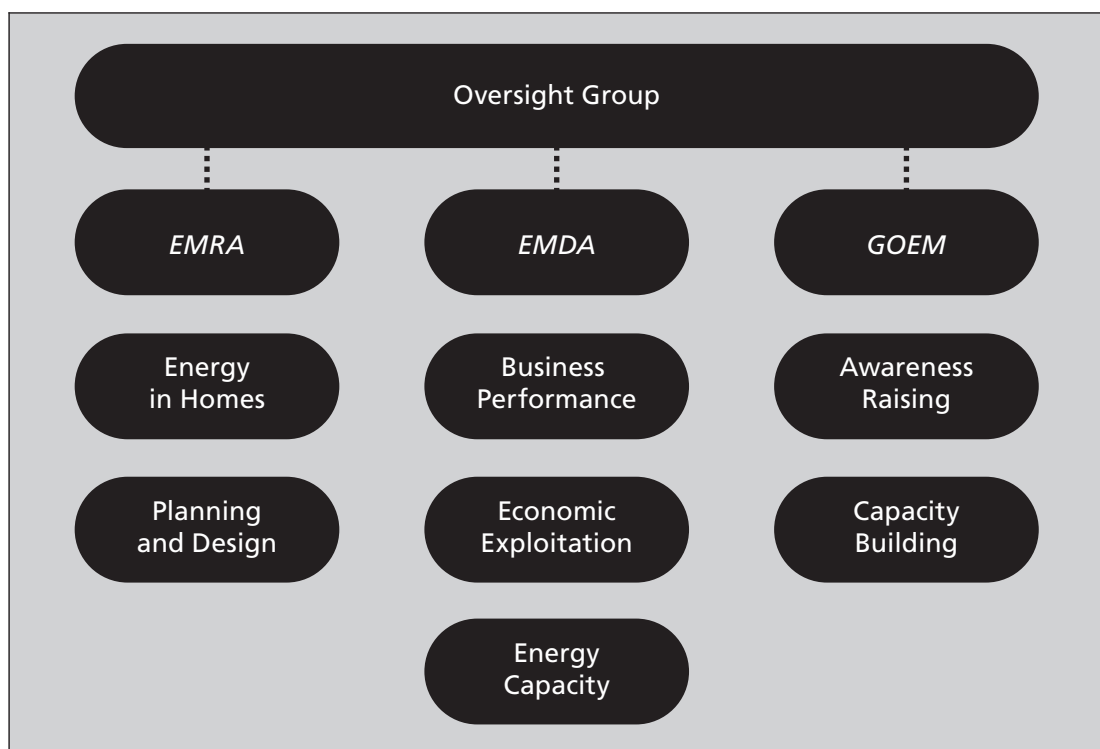 Oversight Group
EMRA
EMDA
GOEM
Energy
in Homes
Business
Performance
Awareness
Raising
Planning
and Design
Economic
Exploitation
Capacity
Building
Energy
Capacity